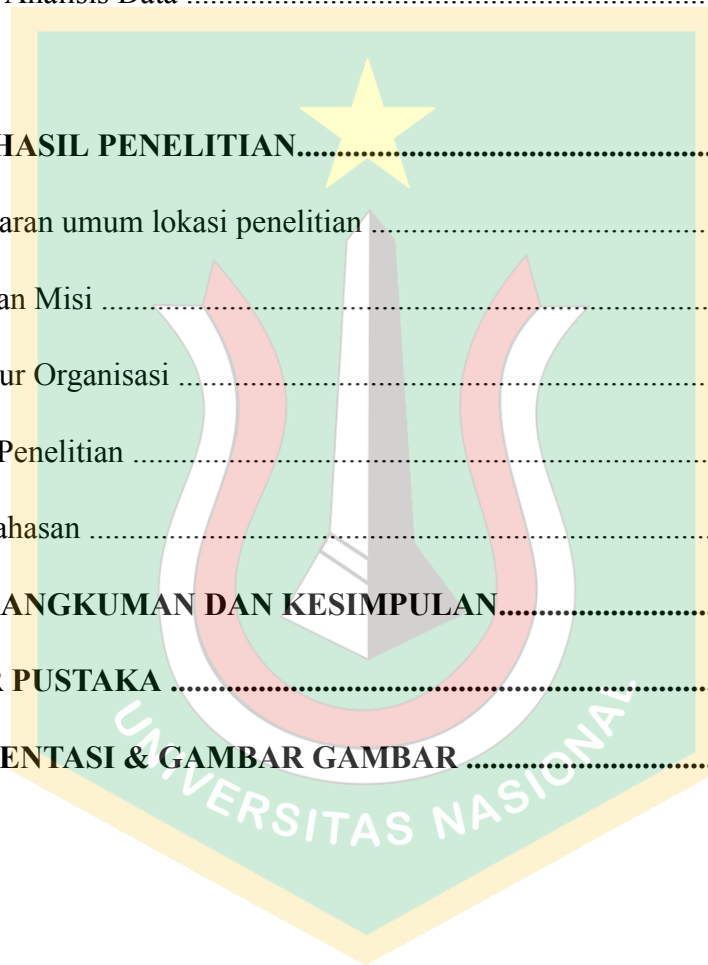 Analisis Data ..........................................................................
HASIL PENELITIAN..........................................................
aran umum lokasi penelitian ...............................................
an Misi .....................................................................................
ur Organisasi ..........................................................................
Penelitian ................................................................................
ahasan ......................................................................................
ANGKUMAN DAN KESIMPULAN.............................
R PUSTAKA .........................................................................
ENTASI & GAMBAR GAMBAR ..................................
UNIVERSITAS NASIONAL